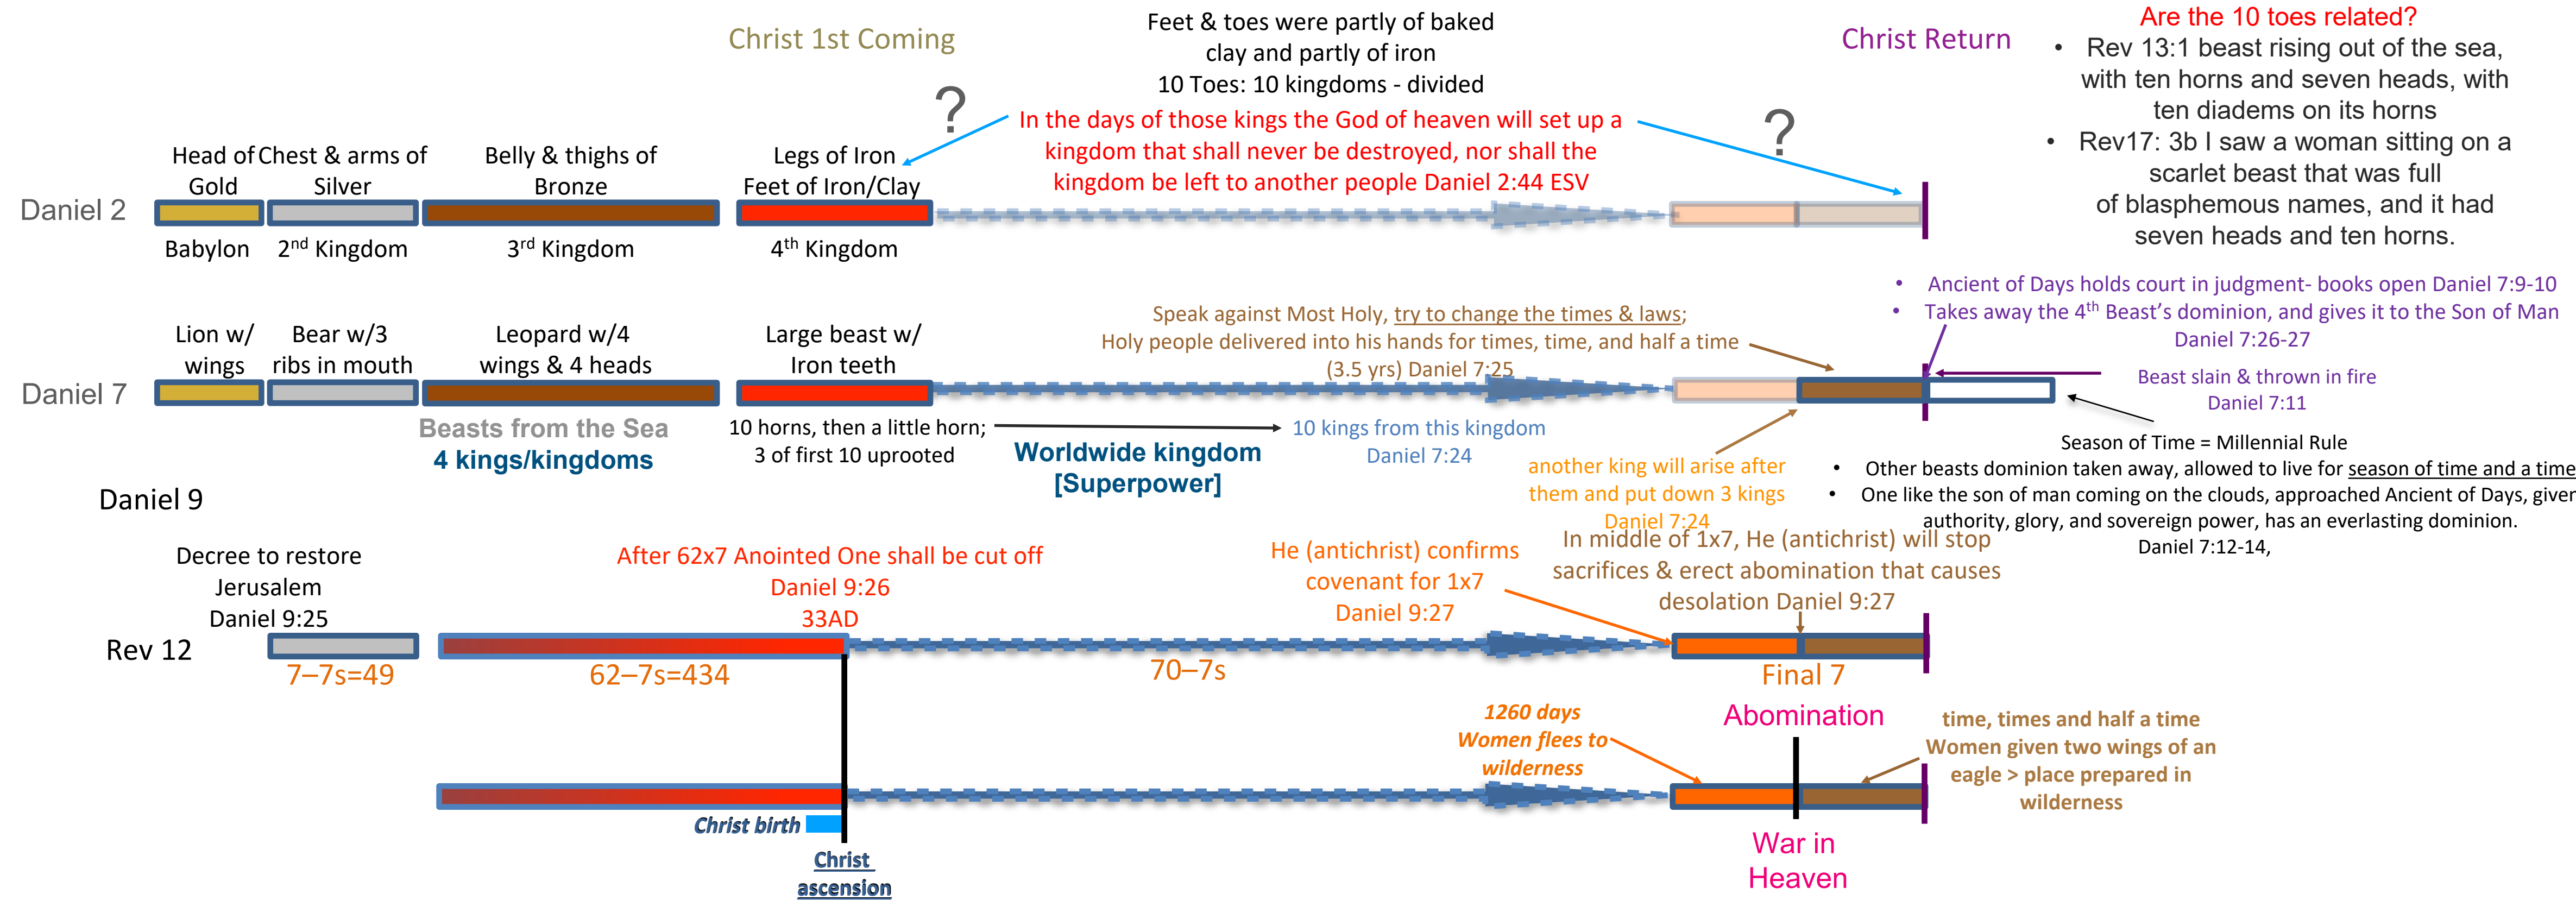 Christ 1st Coming
Feet & toes were partly of baked
clay and partly of iron
10 Toes: 10 kingdoms - divided
Christ Return
Are the 10 toes related?
• Rev 13:1 beast rising out of the sea,
with ten horns and seven heads, with
ten diadems on its horns
• Rev17: 3b I saw a woman sitting on a
scarlet beast that was full
of blasphemous names, and it had
seven heads and ten horns.
?
In the days of those kings the God of heaven will set up a
kingdom that shall never be destroyed, nor shall the
kingdom be left to another people Daniel 2:44 ESV
?
Daniel 2
Head of
Gold
Chest & arms of
Silver
Belly & thighs of
Bronze
Legs of Iron
Feet of Iron/Clay
Babylon
2nd Kingdom
3rd Kingdom
4th Kingdom
• Ancient of Days holds court in judgment- books open Daniel 7:9-10
• Takes away the 4th Beast's dominion, and gives it to the Son of Man
Daniel 7:26-27
Daniel 7
Lion w/
wings
Bear w/3
ribs in mouth
Leopard w/4
wings & 4 heads
Large beast w/
Iron teeth
Speak against Most Holy, try to change the times & laws;
Holy people delivered into his hands for times, time, and half a time
(3.5 yrs) Daniel 7:25
Beast slain & thrown in fire
Daniel 7:11
Beasts from the Sea
4 kings/kingdoms
10 horns, then a little horn;
3 of first 10 uprooted
Worldwide kingdom
[Superpower]
10 kings from this kingdom
Daniel 7:24
another king will arise after
them and put down 3 kings
Daniel 7:24
Season of Time = Millennial Rule
• Other beasts dominion taken away, allowed to live for season of time and a time
• One like the son of man coming on the clouds, approached Ancient of Days, given
authority, glory, and sovereign power, has an everlasting dominion.
Daniel 7:12-14,
Daniel 9
Decree to restore
Jerusalem
Daniel 9:25
After 62x7 Anointed One shall be cut off
Daniel 9:26
33AD
He (antichrist) confirms
covenant for 1x7
Daniel 9:27
In middle of 1x7, He (antichrist) will stop
sacrifices & erect abomination that causes
desolation Daniel 9:27
Rev 12
7–7s=49
62–7s=434
70–7s
Final 7
1260 days
Women flees to
wilderness
Abomination
time, times and half a time
Women given two wings of an
eagle > place prepared in
wilderness
Christ birth
Christ
ascension
War in
Heaven